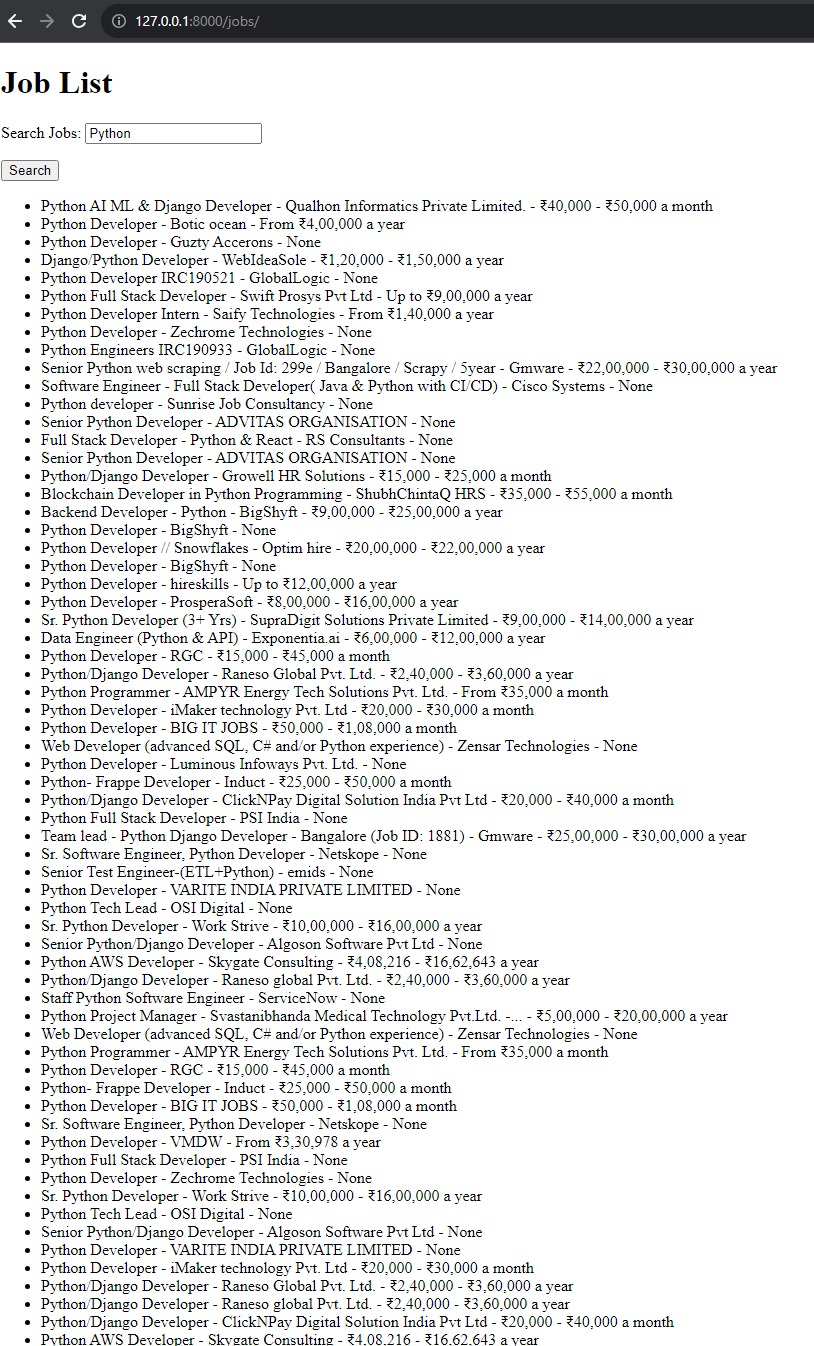 127.0.0.1:8000/jobs/
Job List
Search Jobs: Python
Search
Python AI ML & Django Developer - Qualhon Informatics Private Limited. - ₹40,000 - ₹50,000 a month
Python Developer - Botic ocean - From ₹4,00,000 a year
Python Developer - Guzty Accerons - None
Django/Python Developer - WebIdeaSole - ₹1,20,000 - ₹1,50,000 a year
Python Developer IRC190521 - GlobalLogic - None
Python Full Stack Developer - Swift Prosys Pvt Ltd - Up to ₹9,00,000 a year
Python Developer Intern - Saify Technologies - From ₹1,40,000 a year
Python Developer - Zechrome Technologies - None
Python Engineers IRC190933 - GlobalLogic - None
Senior Python web scraping / Job Id: 299e / Bangalore / Scrapy / 5year - Gmware - ₹22,00,000 - ₹30,00,000 a year
Software Engineer - Full Stack Developer( Java & Python with CI/CD) - Cisco Systems - None
Python developer - Sunrise Job Consultancy - None
Senior Python Developer - ADVITAS ORGANISATION - None
Full Stack Developer - Python & React - RS Consultants - None
Senior Python Developer - ADVITAS ORGANISATION - None
Python/Django Developer - Growell HR Solutions - ₹15,000 - ₹25,000 a month
Blockchain Developer in Python Programming - ShubhChintaQ HRS - ₹35,000 - ₹55,000 a month
Backend Developer - Python - BigShyft - ₹9,00,000 - ₹25,00,000 a year
Python Developer - BigShyft - None
Python Developer // Snowflakes - Optim hire - ₹20,00,000 - ₹22,00,000 a year
Python Developer - BigShyft - None
Python Developer - hireskills - Up to ₹12,00,000 a year
Python Developer - ProsperaSoft - ₹8,00,000 - ₹16,00,000 a year
Sr. Python Developer (3+ Yrs) - SupraDigit Solutions Private Limited - ₹9,00,000 - ₹14,00,000 a year
Data Engineer (Python & API) - Exponentia.ai - ₹6,00,000 - ₹12,00,000 a year
Python Developer - RGC - ₹15,000 - ₹45,000 a month
Python/Django Developer - Raneso Global Pvt. Ltd. - ₹2,40,000 - ₹3,60,000 a year
Python Programmer - AMPYR Energy Tech Solutions Pvt. Ltd. - From ₹35,000 a month
Python Developer - iMaker technology Pvt. Ltd - ₹20,000 - ₹30,000 a month
Python Developer - BIG IT JOBS - ₹50,000 - ₹1,08,000 a month
Web Developer (advanced SQL, C# and/or Python experience) - Zensar Technologies - None
Python Developer - Luminous Infoways Pvt. Ltd. - None
Python- Frappe Developer - Induct - ₹25,000 - ₹50,000 a month
Python/Django Developer - ClickNPay Digital Solution India Pvt Ltd - ₹20,000 - ₹40,000 a month
Python Full Stack Developer - PSI India - None
Team lead - Python Django Developer - Bangalore (Job ID: 1881) - Gmware - ₹25,00,000 - ₹30,00,000 a year
Sr. Software Engineer, Python Developer - Netskope - None
Senior Test Engineer-(ETL+Python) - emids - None
Python Developer - VARITE INDIA PRIVATE LIMITED - None
Python Tech Lead - OSI Digital - None
Sr. Python Developer - Work Strive - ₹10,00,000 - ₹16,00,000 a year
Senior Python/Django Developer - Algoson Software Pvt Ltd - None
Python AWS Developer - Skygate Consulting - ₹4,08,216 - ₹16,62,643 a year
Python/Django Developer - Raneso global Pvt. Ltd. - ₹2,40,000 - ₹3,60,000 a year
Staff Python Software Engineer - ServiceNow - None
Python Project Manager - Svastanibhanda Medical Technology Pvt.Ltd. -... - ₹5,00,000 - ₹20,00,000 a year
Web Developer (advanced SQL, C# and/or Python experience) - Zensar Technologies - None
Python Programmer - AMPYR Energy Tech Solutions Pvt. Ltd. - From ₹35,000 a month
Python Developer - RGC - ₹15,000 - ₹45,000 a month
Python- Frappe Developer - Induct - ₹25,000 - ₹50,000 a month
Python Developer - BIG IT JOBS - ₹50,000 - ₹1,08,000 a month
Sr. Software Engineer, Python Developer - Netskope - None
Python Developer - VMDW - From ₹3,30,978 a year
Python Full Stack Developer - PSI India - None
Python Developer - Zechrome Technologies - None
Sr. Python Developer - Work Strive - ₹10,00,000 - ₹16,00,000 a year
Python Tech Lead - OSI Digital - None
Senior Python/Django Developer - Algoson Software Pvt Ltd - None
Python Developer - VARITE INDIA PRIVATE LIMITED - None
Python Developer - iMaker technology Pvt. Ltd - ₹20,000 - ₹30,000 a month
Python/Django Developer - Raneso Global Pvt. Ltd. - ₹2,40,000 - ₹3,60,000 a year
Python/Django Developer - Raneso global Pvt. Ltd. - ₹2,40,000 - ₹3,60,000 a year
Python/Django Developer - ClickNPay Digital Solution India Pvt Ltd - ₹20,000 - ₹40,000 a month
Python AWS Developer - Skygate Consulting - ₹4,08,216 - ₹16,62,643 a year